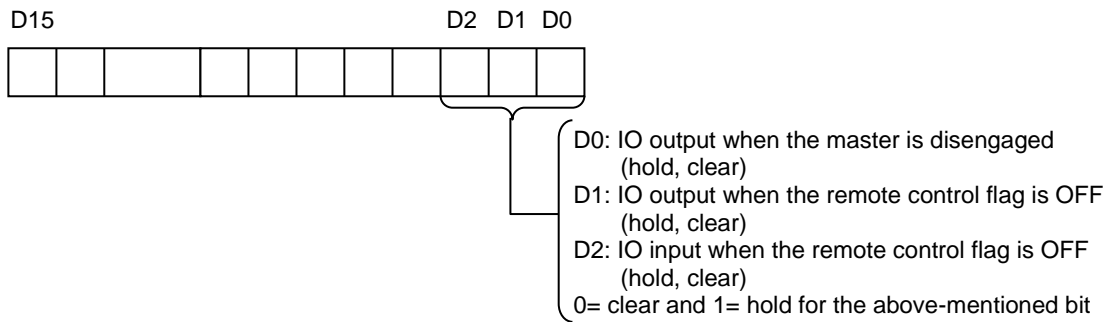 D15 D2 D1 D0
D0: IO output when the master is disengaged
(hold, clear)
D1: IO output when the remote control flag is OFF
(hold, clear)
D2: IO input when the remote control flag is OFF
(hold, clear)
0= clear and 1= hold for the above-mentioned bit